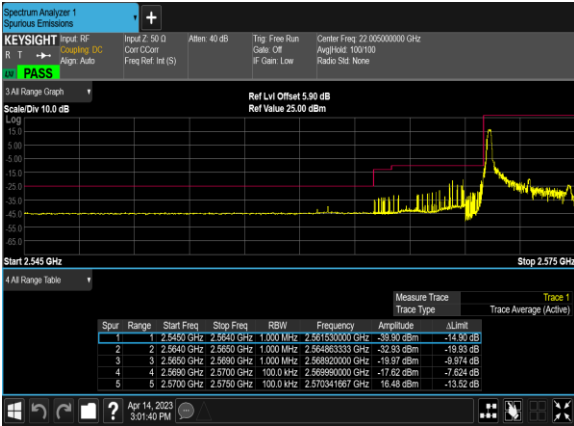 Spectrum Analyzer 1
Spurious Emissions
+
KEYSIGHT Input: RF Input Z: 50 Ω Atten: 40 dB Trig: Free Run Center Freq: 22.005000000 GHz
R T Coupling: DC Corr CCorr Gate: Off Avg|Hold: 100/100
Align: Auto Freq Ref: Int (S) IF Gain: Low Radio Std: None
LW PASS
3 All Range Graph
Ref Lvl Offset 5.90 dB
Scale/Div 10.0 dB Ref Value 25.00 dBm
Log
15.0
5.00
-5.00
-15.0
-25.0
-35.0
-45.0
-55.0
-65.0
Start 2.545 GHz Stop 2.575 GHz
4 All Range Table
Measure Trace Trace 1
Trace Type Trace Average (Active)
Spur Range Start Freq Stop Freq RBW Frequency Amplitude ΔLimit
1 1 2.5450 GHz 2.5640 GHz 1.000 MHz 2.561530000 GHz -39.90 dBm -14.90 dB
2 2 2.5640 GHz 2.5650 GHz 1.000 MHz 2.564863333 GHz -32.93 dBm -19.93 dB
3 3 2.5650 GHz 2.5690 GHz 1.000 MHz 2.568920000 GHz -19.97 dBm -9.974 dB
4 4 2.5690 GHz 2.5700 GHz 100.0 kHz 2.569990000 GHz -17.62 dBm -7.624 dB
5 5 2.5700 GHz 2.5750 GHz 100.0 kHz 2.570341667 GHz 16.48 dBm -13.52 dB
? Apr 14, 2023
3:01:40 PM